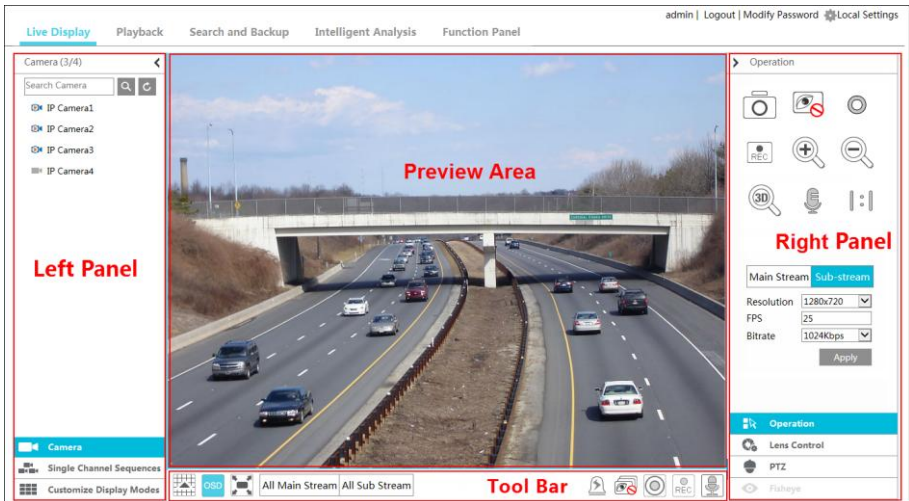 admin | Logout | Modify Password Local Settings
Live Display Playback Search and Backup Intelligent Analysis Function Panel
Camera (3/4)
Search Camera
IP Camera1
IP Camera2
IP Camera3
IP Camera4
Left Panel
Camera
Single Channel Sequences
Customize Display Modes
Preview Area
OSD
All Main Stream All Sub Stream
Tool Bar
REC
Operation
REC
3D
1:1
Right Panel
Main Stream Sub-stream
Resolution 1280x720
FPS 25
Bitrate 1024Kbps
Apply
Operation
Lens Control
PTZ
Fisheye